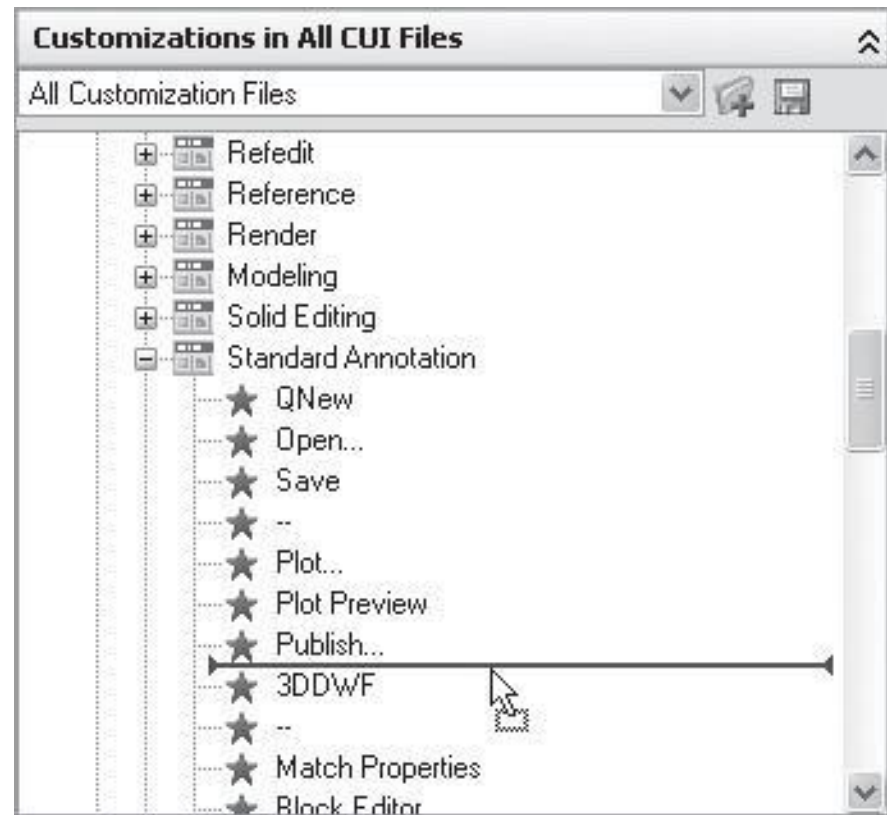 Customizations in All CUI Files
All Customization Files
Refedit
Reference
Render
Modeling
Solid Editing
Standard Annotation
QNew
Open...
Save
--
Plot...
Plot Preview
Publish...
3DDWF
--
Match Properties
Block Editor